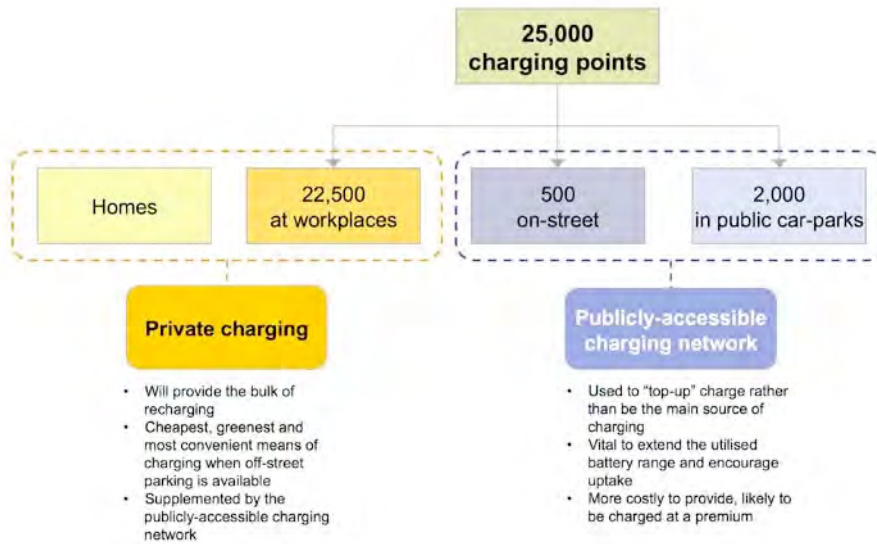 25,000
charging points
Homes
22,500
at workplaces
500
on-street
2,000
in public car-parks
Private charging
Publicly-accessible
charging network
• Will provide the bulk of
recharging
• Cheapest, greenest and
most convenient means of
charging when off-street
parking is available
• Supplemented by the
publicly-accessible charging
network
• Used to “top-up” charge rather
than be the main source of
charging
• Vital to extend the utilised
battery range and encourage
uptake
• More costly to provide, likely to
be charged at a premium